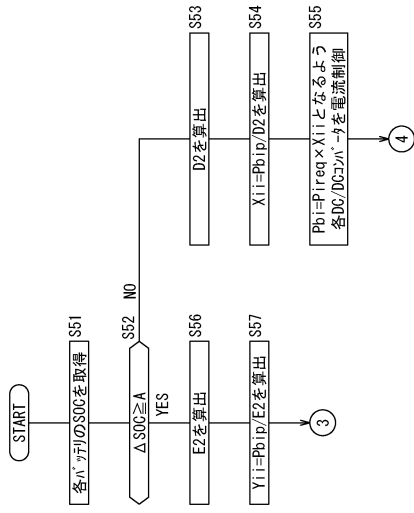 START
各バッテリのSOCを取得
S51
ΔSOC≧A
S52
NO
YES
E2を算出
S56
Yii=Pbip/E2を算出
S57
3
D2を算出
S53
Xii=Pbip/D2を算出
S54
Pbi=Pireq×Xiiとなるよう
各DC/DCコンバータを電流制御
S55
4